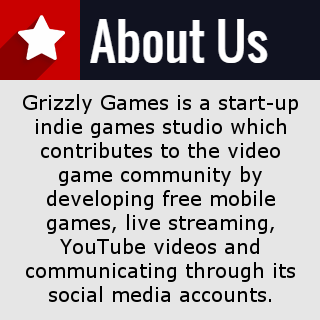 About Us
Grizzly Games is a start-up
indie games studio which
contributes to the video
game community by
developing free mobile
games, live streaming,
YouTube videos and
communicating through its
social media accounts.